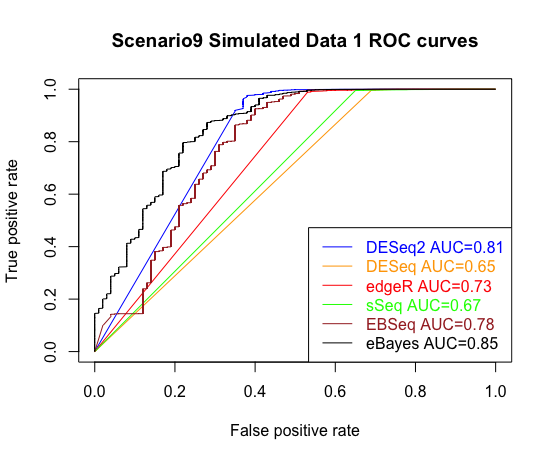 Scenario9 Simulated Data 1 ROC curves
True positive rate
1.0
0.8
0.6
0.4
0.2
0.0
DESeq2 AUC=0.81
DESeq AUC=0.65
edgeR AUC=0.73
sSeq AUC=0.67
EBSeq AUC=0.78
eBayes AUC=0.85
0.0 0.2 0.4 0.6 0.8 1.0
False positive rate